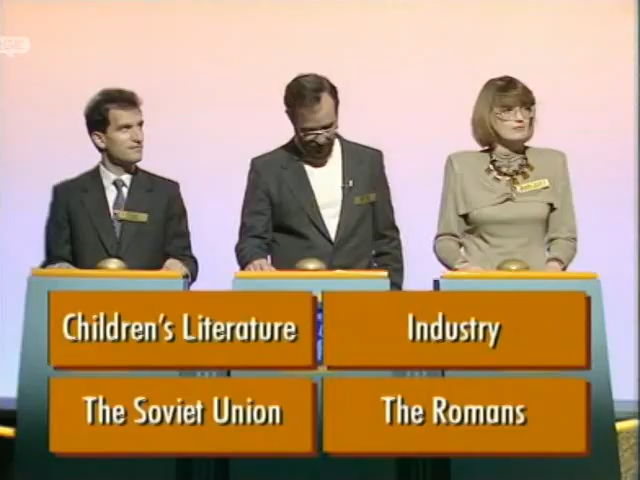 Children's Literature
Industry
The Soviet Union
The Romans